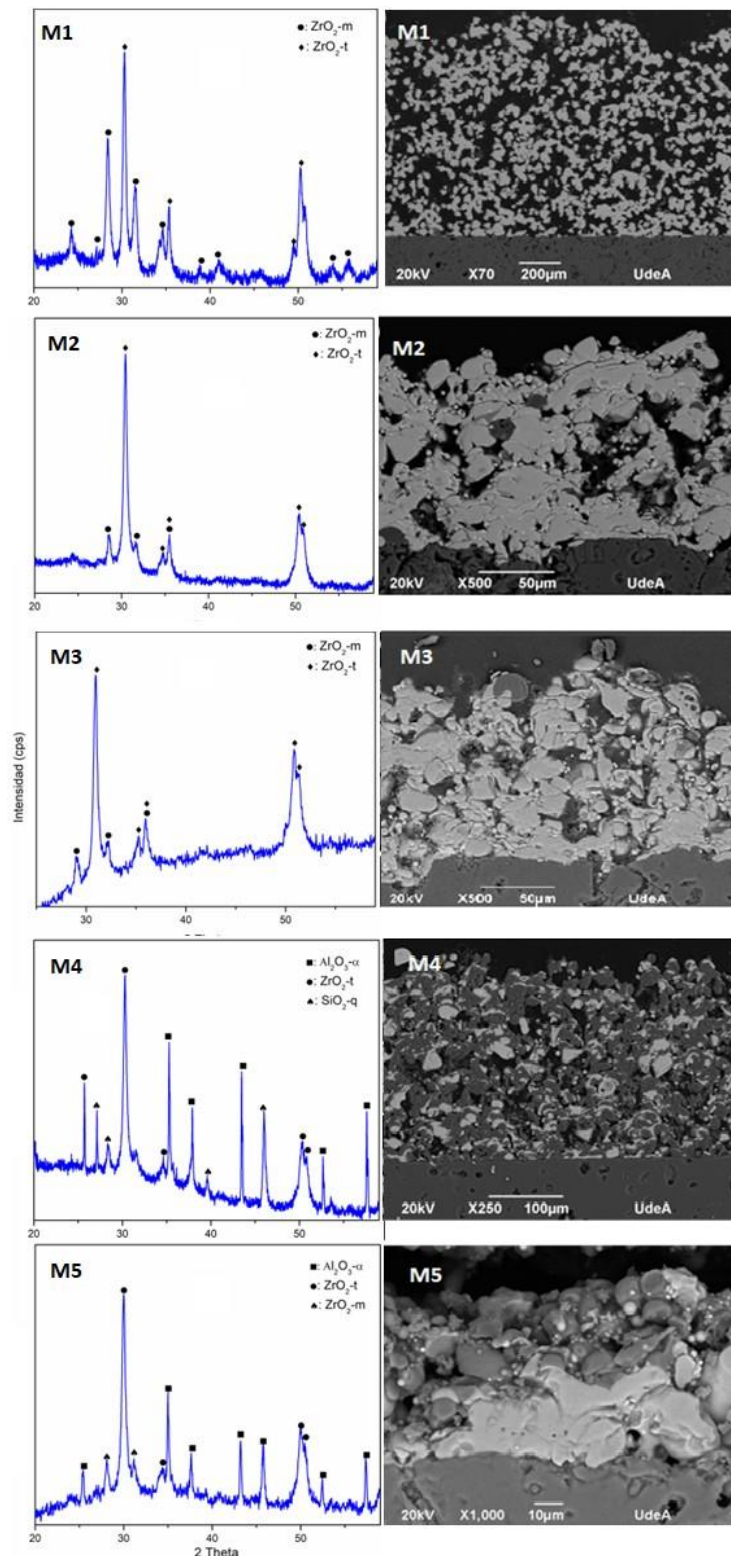 M1
●: ZrO₂-m
♦: ZrO₂-t
20 30 40 50
M1
20kV X70 200µm UdeA
M2
●: ZrO₂-m
♦: ZrO₂-t
20 30 40 50
M2
20kV X500 50µm UdeA
M3
●: ZrO₂-m
♦: ZrO₂-t
Intensidad (cps)
30 40 50
M3
20kV X500 50µm UdeA
M4
■: Al₂O₃-α
●: ZrO₂-t
▲: SiO₂-q
20 30 40 50
M4
20kV X250 100µm UdeA
M5
■: Al₂O₃-α
●: ZrO₂-t
▲: ZrO₂-m
20 30 40 50
2 Theta
M5
20kV X1,000 10µm UdeA